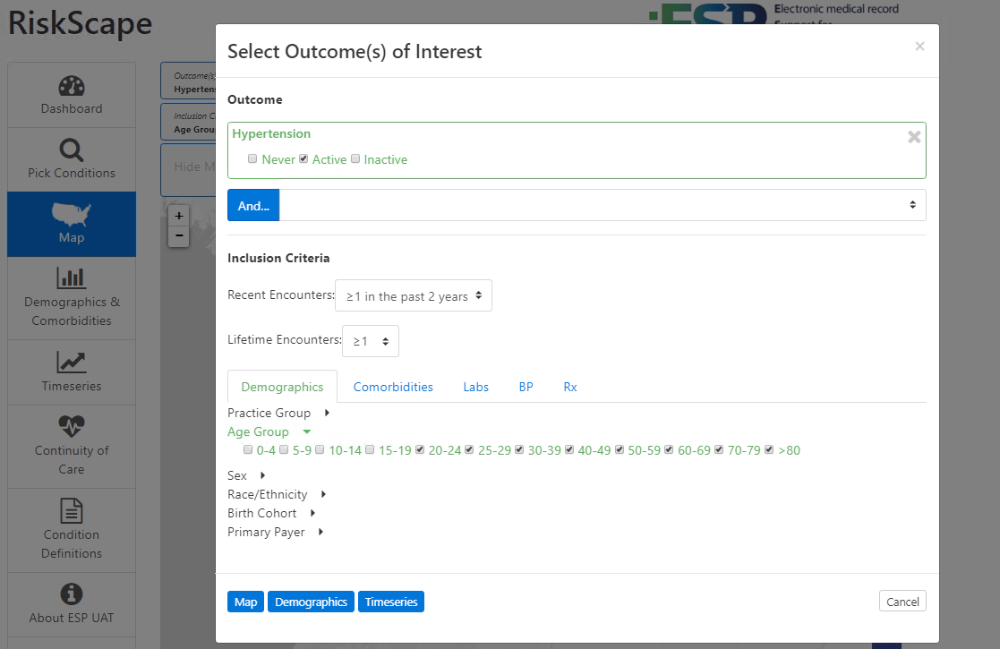 RiskScape
ESP
Electronic medical record
Support for
Dashboard
Pick Conditions
Map
Demographics &
Comorbidities
Timeseries
Continuity of
Care
Condition
Definitions
About ESP UAT
Outcome(s)
Hypertens
Inclusion C
Age Grou
Hide M
+
−
Select Outcome(s) of Interest
×
Outcome
Hypertension
Never Active Inactive
And...
Inclusion Criteria
Recent Encounters: ≥1 in the past 2 years
Lifetime Encounters: ≥1
Demographics Comorbidities Labs BP Rx
Practice Group
Age Group
0-4 5-9 10-14 15-19 20-24 25-29 30-39 40-49 50-59 60-69 70-79 >80
Sex
Race/Ethnicity
Birth Cohort
Primary Payer
Map Demographics Timeseries Cancel